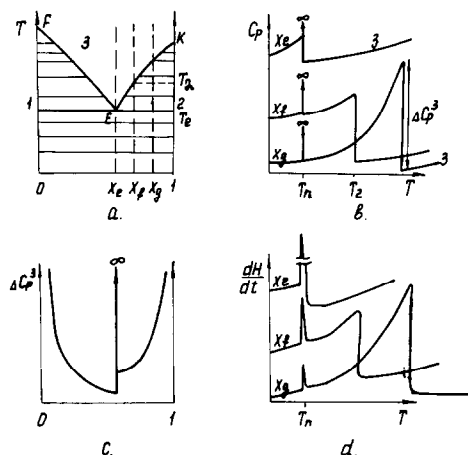 T F 3 K
T₂
1 E 2
Te
0 Xe Xf Xg 1
a.
Cp ∞
Xe 3
∞
Xf
∞ ΔCp³
Xg 3
Tn T₂ T
в.
ΔCp³ ∞
0 1
c.
dH
dt
Xe
Xf
Xg
Tn T
d.